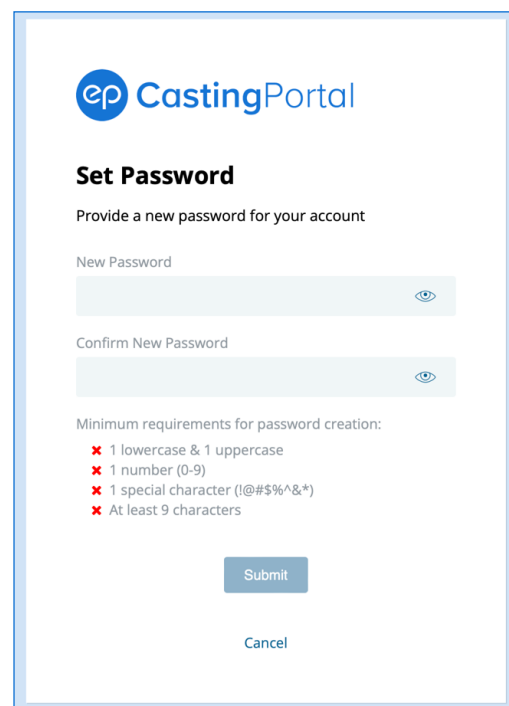 ep CastingPortal
Set Password
Provide a new password for your account
New Password
Confirm New Password
Minimum requirements for password creation:
✖ 1 lowercase & 1 uppercase
✖ 1 number (0-9)
✖ 1 special character (!@#$%^&*)
✖ At least 9 characters
Submit
Cancel